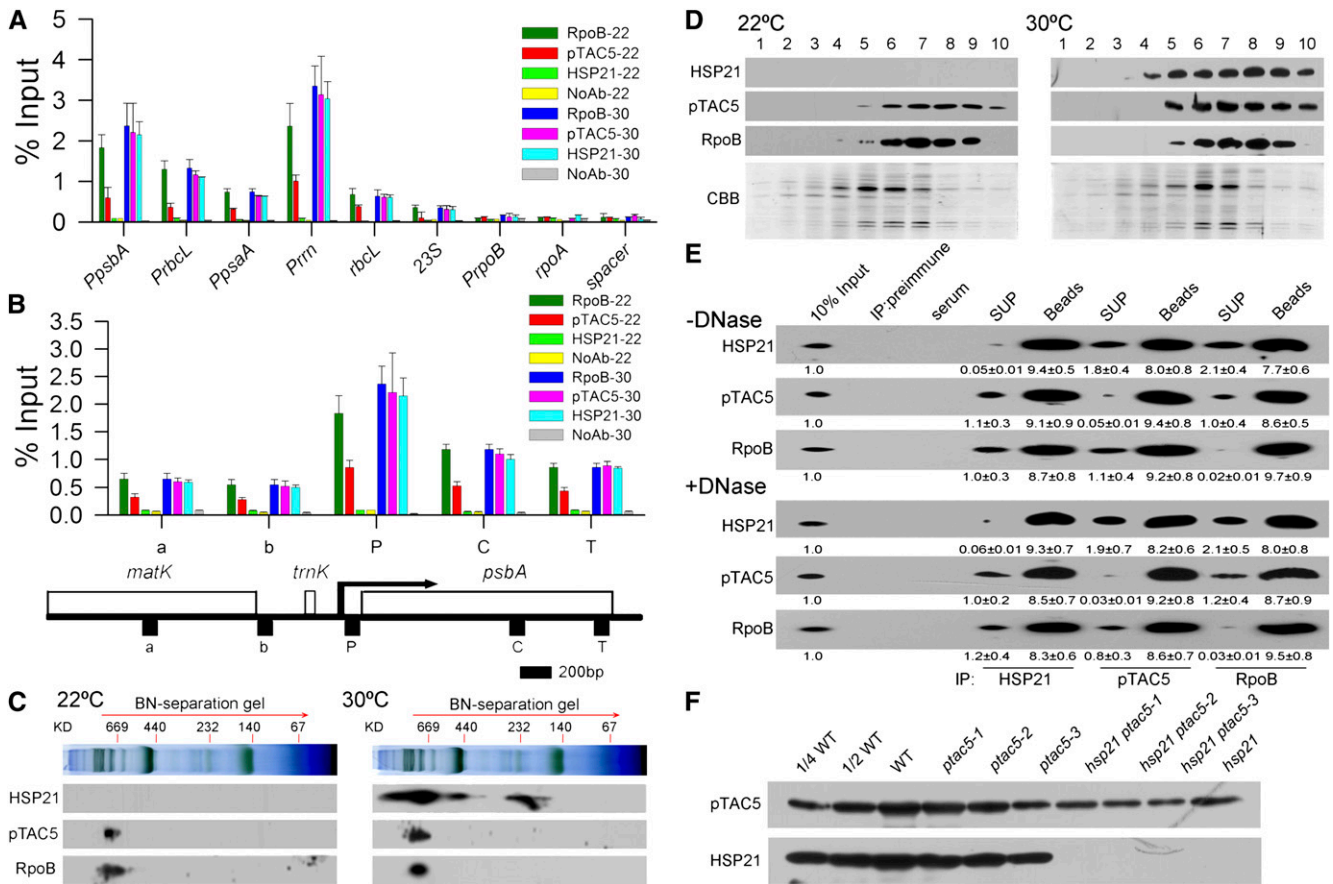 A
% Input
5
4
3
2
1
0
RpoB-22
pTAC5-22
HSP21-22
NoAb-22
RpoB-30
pTAC5-30
HSP21-30
NoAb-30
PpsbA PrbcL PpsaA Prrn rbcL 23S PrpoB rpoA spacer
B
% Input
3.5
3.0
2.5
2.0
1.5
1.0
0.5
0.0
RpoB-22
pTAC5-22
HSP21-22
NoAb-22
RpoB-30
pTAC5-30
HSP21-30
NoAb-30
a b P C T
matK trnK psbA
a b P C T
200bp
C
22ºC BN-separation gel
KD 669 440 232 140 67
30ºC BN-separation gel
KD 669 440 232 140 67
HSP21
pTAC5
RpoB
D
22ºC 30ºC
1 2 3 4 5 6 7 8 9 10 1 2 3 4 5 6 7 8 9 10
HSP21
pTAC5
RpoB
CBB
E
10% Input IP:preimmune serum SUP Beads SUP Beads SUP Beads
-DNase
HSP21
1.0 0.05±0.01 9.4±0.5 1.8±0.4 8.0±0.8 2.1±0.4 7.7±0.6
pTAC5
1.0 1.1±0.3 9.1±0.9 0.05±0.01 9.4±0.8 1.0±0.4 8.6±0.5
RpoB
1.0 1.0±0.3 8.7±0.8 1.1±0.4 9.2±0.8 0.02±0.01 9.7±0.9
+DNase
HSP21
1.0 0.06±0.01 9.3±0.7 1.9±0.7 8.2±0.6 2.1±0.5 8.0±0.8
pTAC5
1.0 1.0±0.2 8.5±0.7 0.03±0.01 9.2±0.8 1.2±0.4 8.7±0.9
RpoB
1.0 1.2±0.4 8.3±0.6 0.8±0.3 8.6±0.7 0.03±0.01 9.5±0.8
IP: HSP21 pTAC5 RpoB
F
1/4 WT 1/2 WT WT ptac5-1 ptac5-2 ptac5-3 hsp21 ptac5-1 hsp21 ptac5-2 hsp21 ptac5-3 hsp21
pTAC5
HSP21